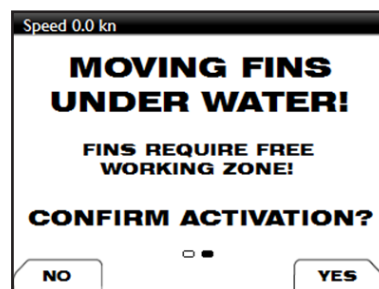 Speed 0.0 kn
MOVING FINS
UNDER WATER!
FINS REQUIRE FREE
WORKING ZONE!
CONFIRM ACTIVATION?
NO YES